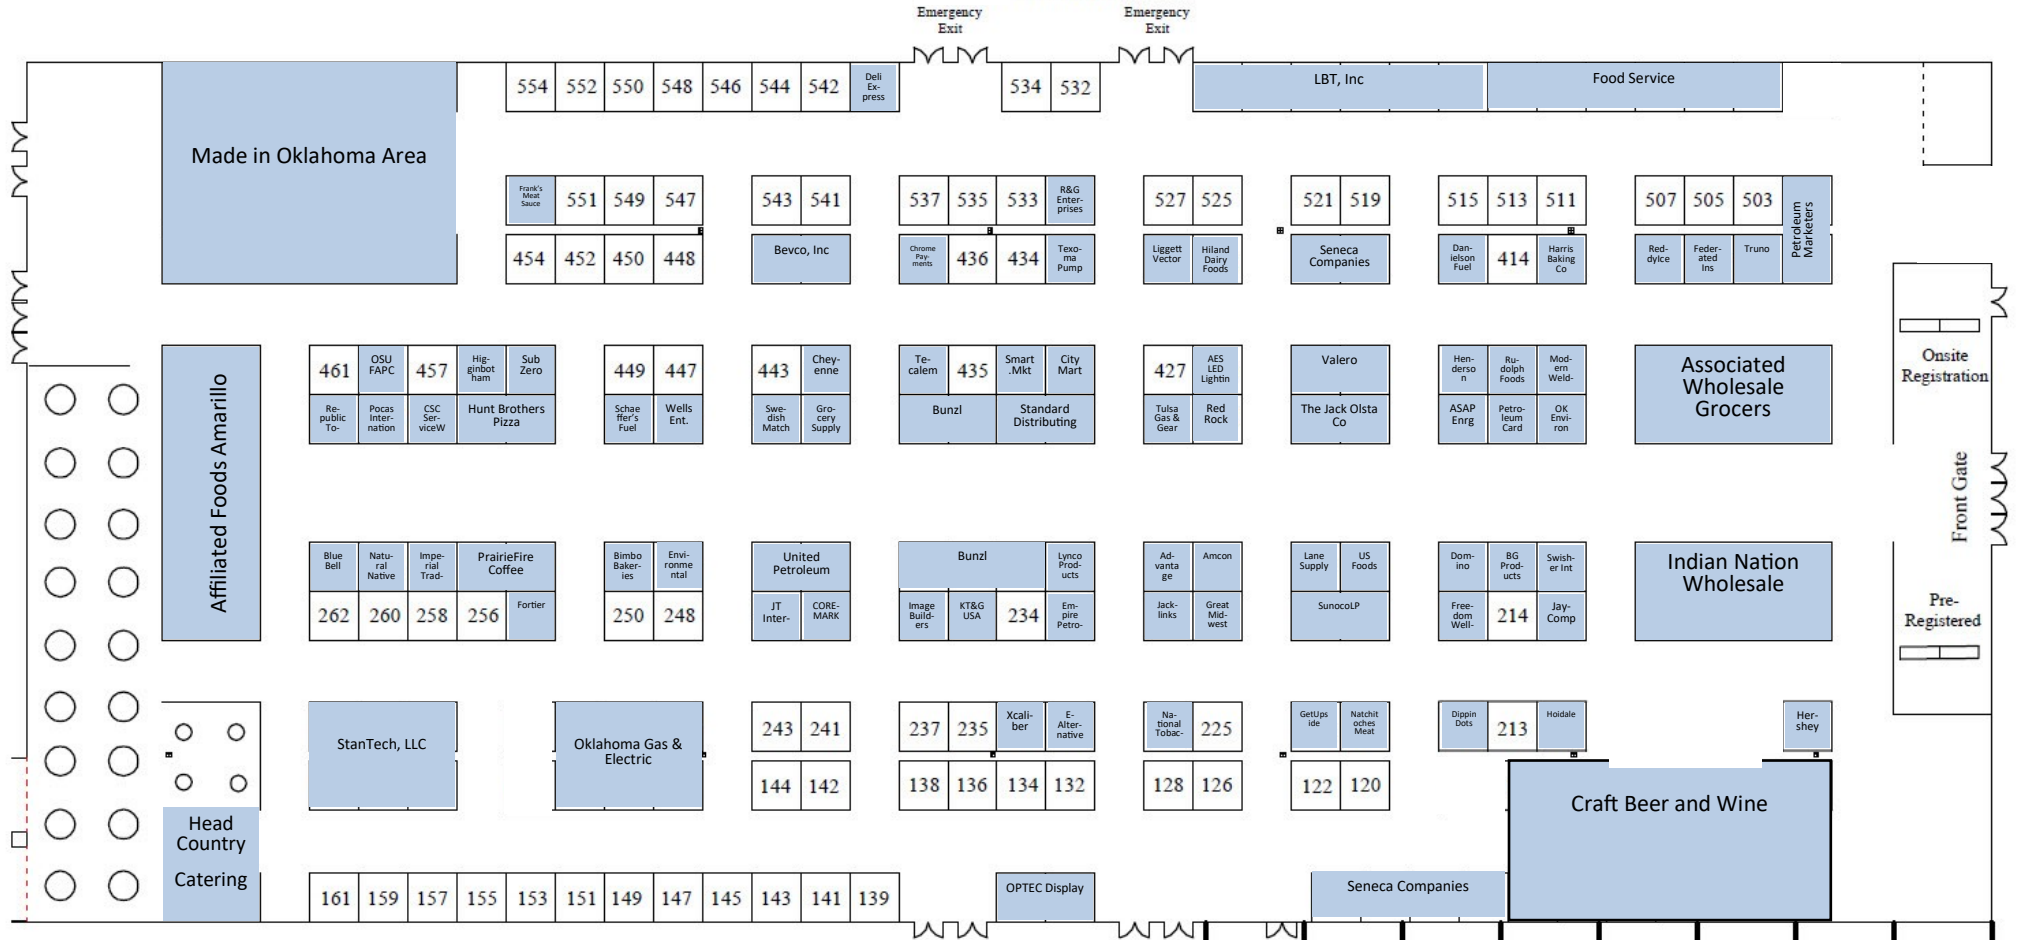 Emergency
Exit
Emergency
Exit
554 552 550 548 546 544 542
Deli
Ex-
press
534 532
LBT, Inc
Food Service
Made in Oklahoma Area
Frank's
Meat
Sauce
551 549 547
543 541
537 535 533
R&G
Enter-
prises
527 525
521 519
515 513 511
507 505 503
Petroleum
Marketers
454 452 450 448
Bevco, Inc
Chrome
Pay-
ments
436 434
Texo-
ma
Pump
Liggett
Vector
Hiland
Dairy
Foods
Seneca
Companies
Dan-
ielson
Fuel
414
Harris
Baking
Co
Red-
dyIce
Feder-
ated
Ins
Truno
Affiliated Foods Amarillo
461
OSU
FAPC
457
Hig-
ginbot
ham
Sub
Zero
449 447
443
Chey-
enne
Te-
calem
435
Smart
.Mkt
City
Mart
427
AES
LED
Lightin
Valero
Hen-
derso
n
Ru-
dolph
Foods
Mod-
ern
Weld-
Associated
Wholesale
Grocers
Onsite
Registration
Re-
public
To-
Pocas
Inter-
nation
CSC
Ser-
viceW
Hunt Brothers
Pizza
Schae
ffer's
Fuel
Wells
Ent.
Swe-
dish
Match
Gro-
cery
Supply
Bunzl
Standard
Distributing
Tulsa
Gas &
Gear
Red
Rock
The Jack Olsta
Co
ASAP
Enrg
Petro-
leum
Card
OK
Envi-
ron
Front Gate
Blue
Bell
Natu-
ral
Native
Impe-
rial
Trad-
PrairieFire
Coffee
Bimbo
Baker-
ies
Envi-
ronme
ntal
United
Petroleum
Bunzl
Lynco
Prod-
ucts
Ad-
vanta
ge
Amcon
Lane
Supply
US
Foods
Dom-
ino
BG
Prod-
ucts
Swish-
er Int
Indian Nation
Wholesale
Pre-
Registered
262 260 258 256
Fortier
250 248
JT
Inter-
CORE-
MARK
Image
Build-
ers
KT&G
USA
234
Em-
pire
Petro-
Jack-
links
Great
Mid-
west
SunocoLP
Free-
dom
Well-
214
Jay-
Comp
StanTech, LLC
Oklahoma Gas &
Electric
243 241
237 235
Xcali-
ber
E-
Alter-
native
Na-
tional
Tobac-
225
GetUps
ide
Natchit
oches
Meat
Dippin
Dots
213
Hoidale
Her-
shey
144 142
138 136 134 132
128 126
122 120
Craft Beer and Wine
Head
Country
Catering
161 159 157 155 153 151 149 147 145 143 141 139
OPTEC Display
Seneca Companies